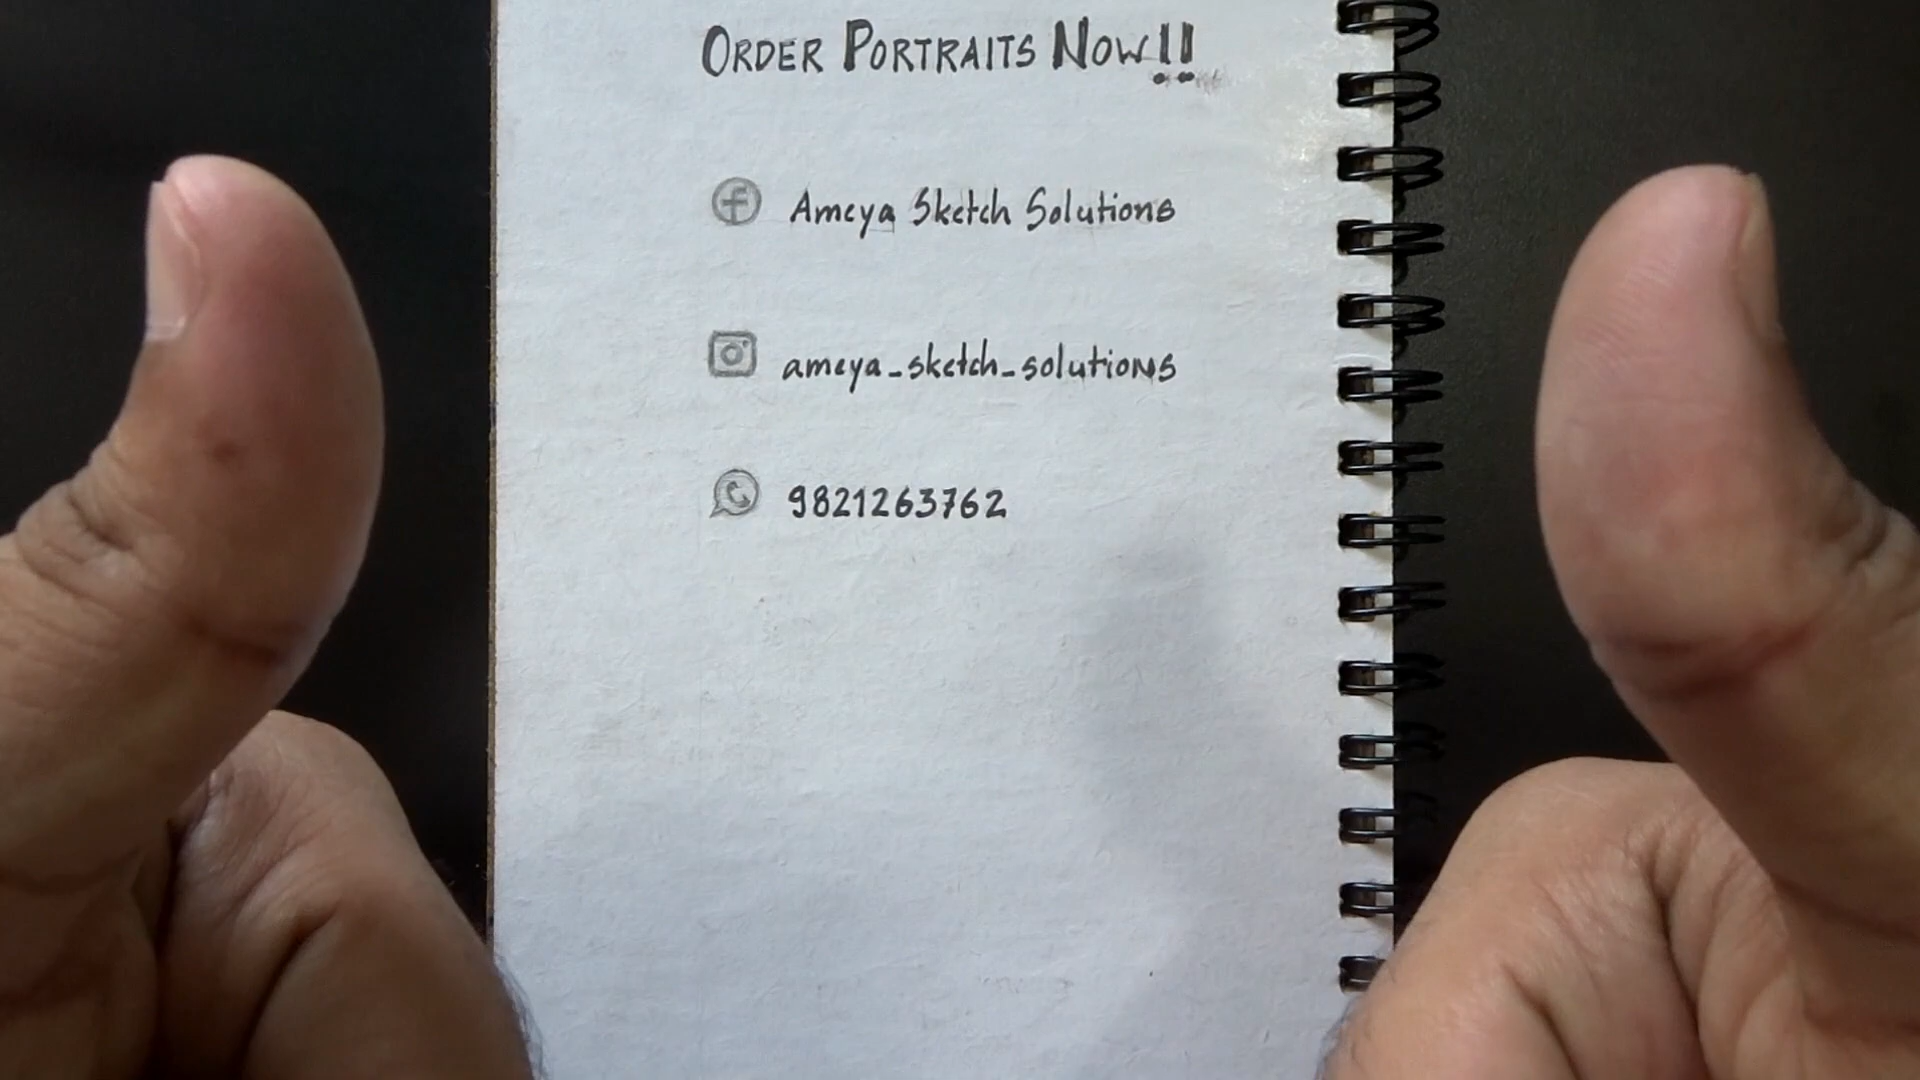 ORDER PORTRAITS NOW!!
Ameya Sketch Solutions
ameya_sketch_solutions
9821263762